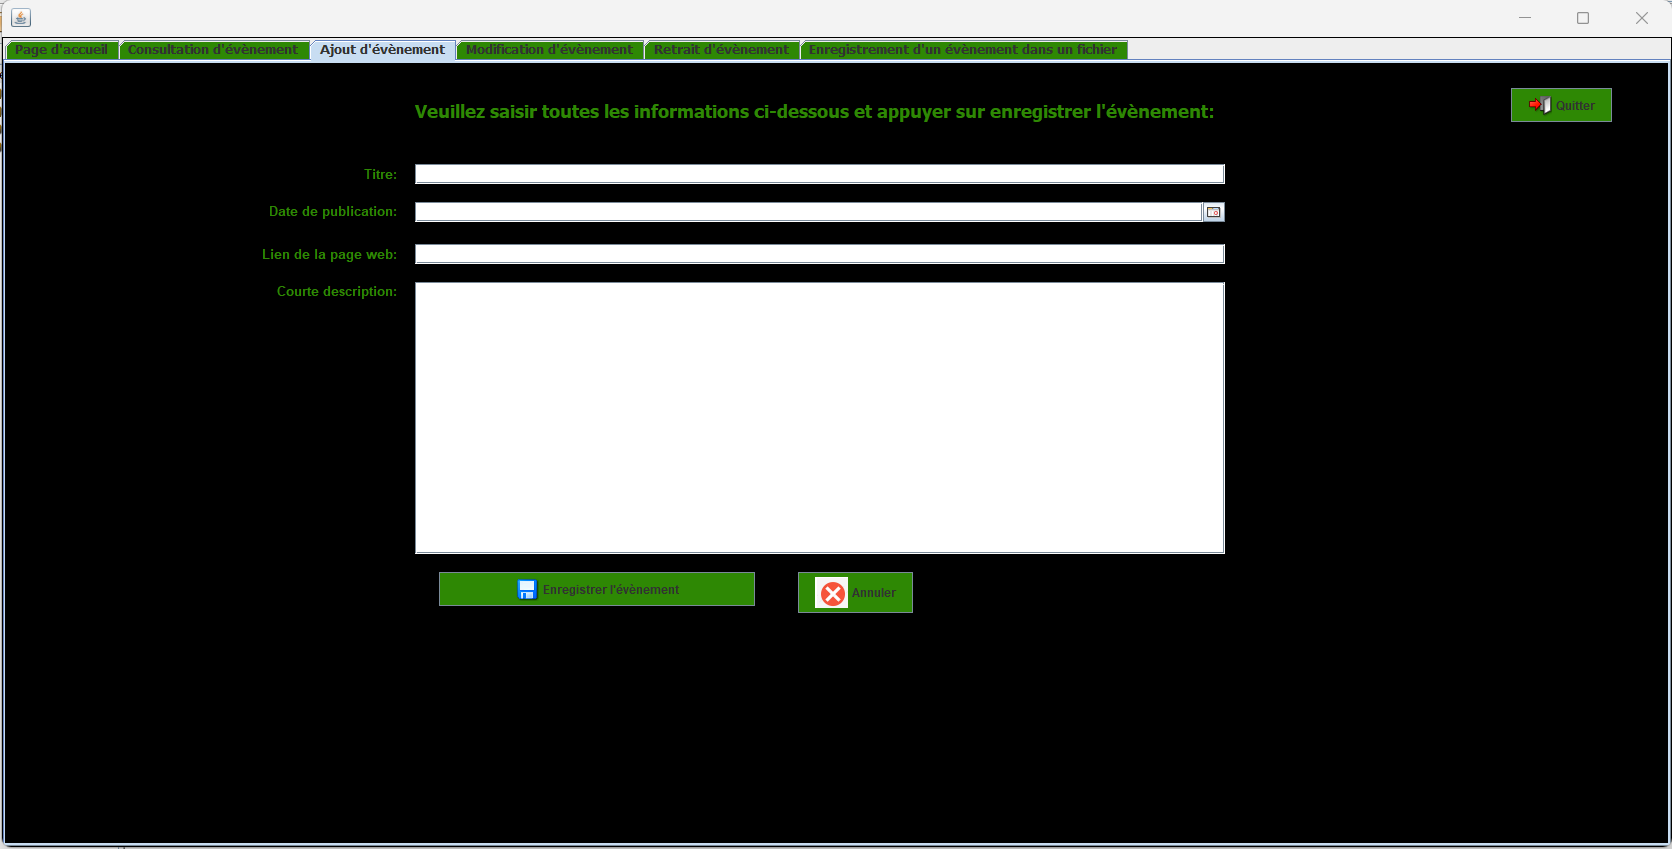 Page d'accueil
Consultation d'évènement
Ajout d'évènement
Modification d'évènement
Retrait d'évènement
Enregistrement d'un évènement dans un fichier
Veuillez saisir toutes les informations ci-dessous et appuyer sur enregistrer l'évènement:
Quitter
Titre:
Date de publication:
Lien de la page web:
Courte description:
Enregistrer l'évènement
Annuler